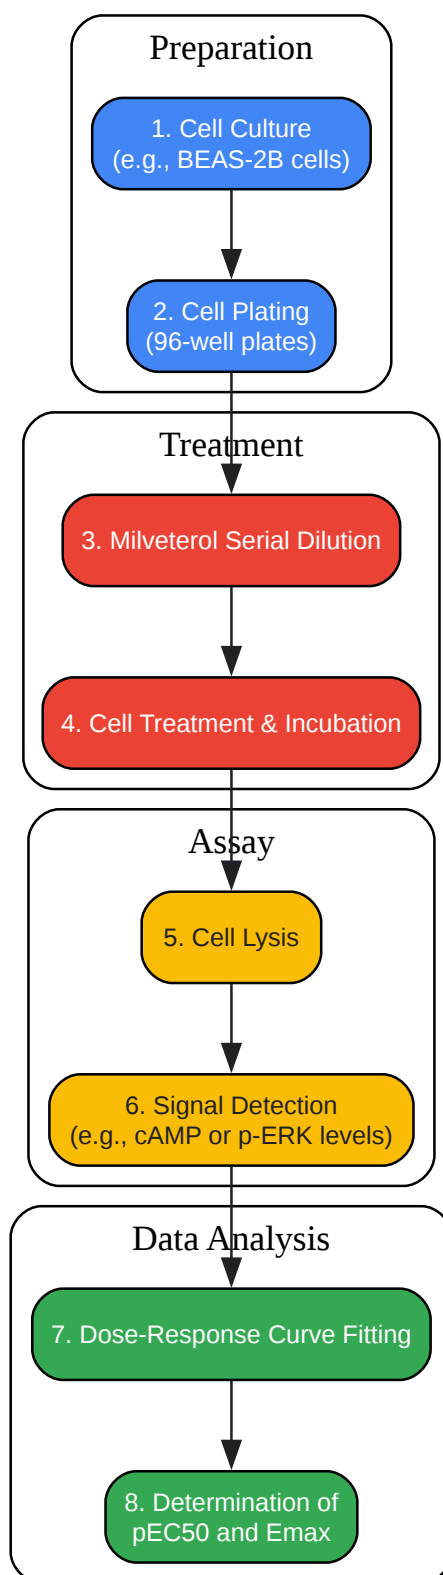 Preparation
1. Cell Culture
(e.g., BEAS-2B cells)
2. Cell Plating
(96-well plates)
Treatment
3. Milveterol Serial Dilution
4. Cell Treatment & Incubation
Assay
5. Cell Lysis
6. Signal Detection
(e.g., cAMP or p-ERK levels)
Data Analysis
7. Dose-Response Curve Fitting
8. Determination of
pEC50 and Emax